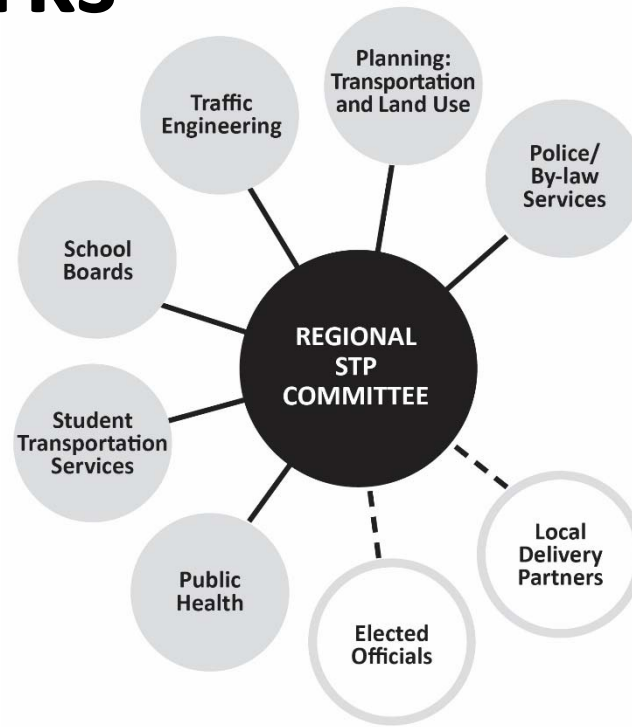 Planning:
Transportation
and Land Use
Traffic
Engineering
Police/
By-law
Services
School
Boards
REGIONAL
STP
COMMITTEE
Student
Transportation
Services
Local
Delivery
Partners
Public
Health
Elected
Officials